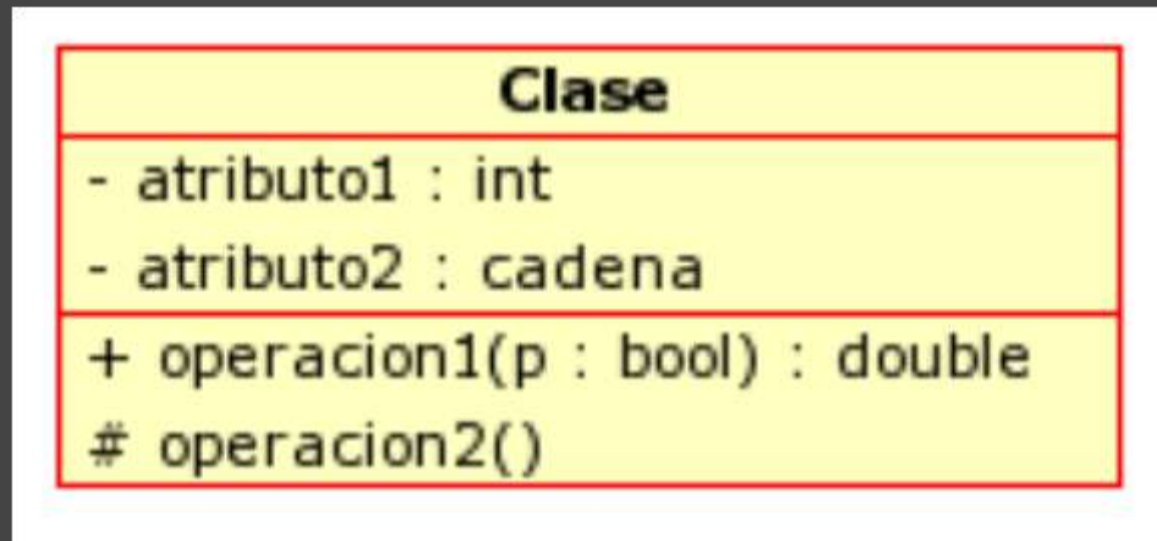 Clase
- atributo1 : int
- atributo2 : cadena
+ operacion1(p : bool) : double
# operacion2()